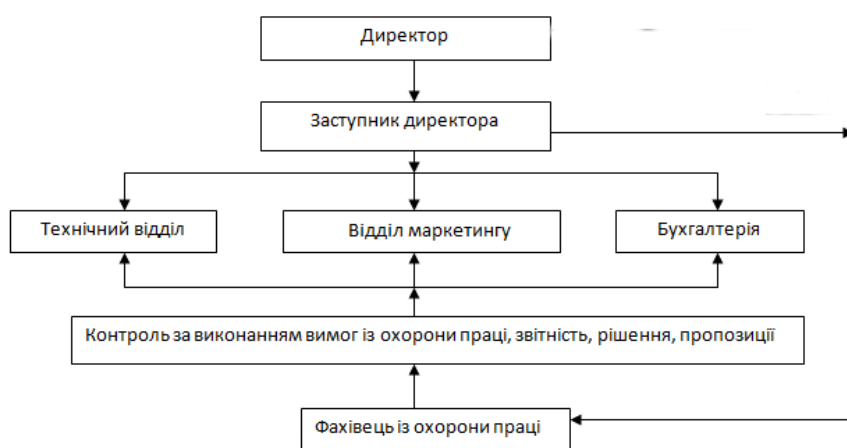 Директор
Заступник директора
Технічний відділ
Відділ маркетингу
Бухгалтерія
Контроль за виконанням вимог із охорони праці, звітність, рішення, пропозиції
Фахівець із охорони праці